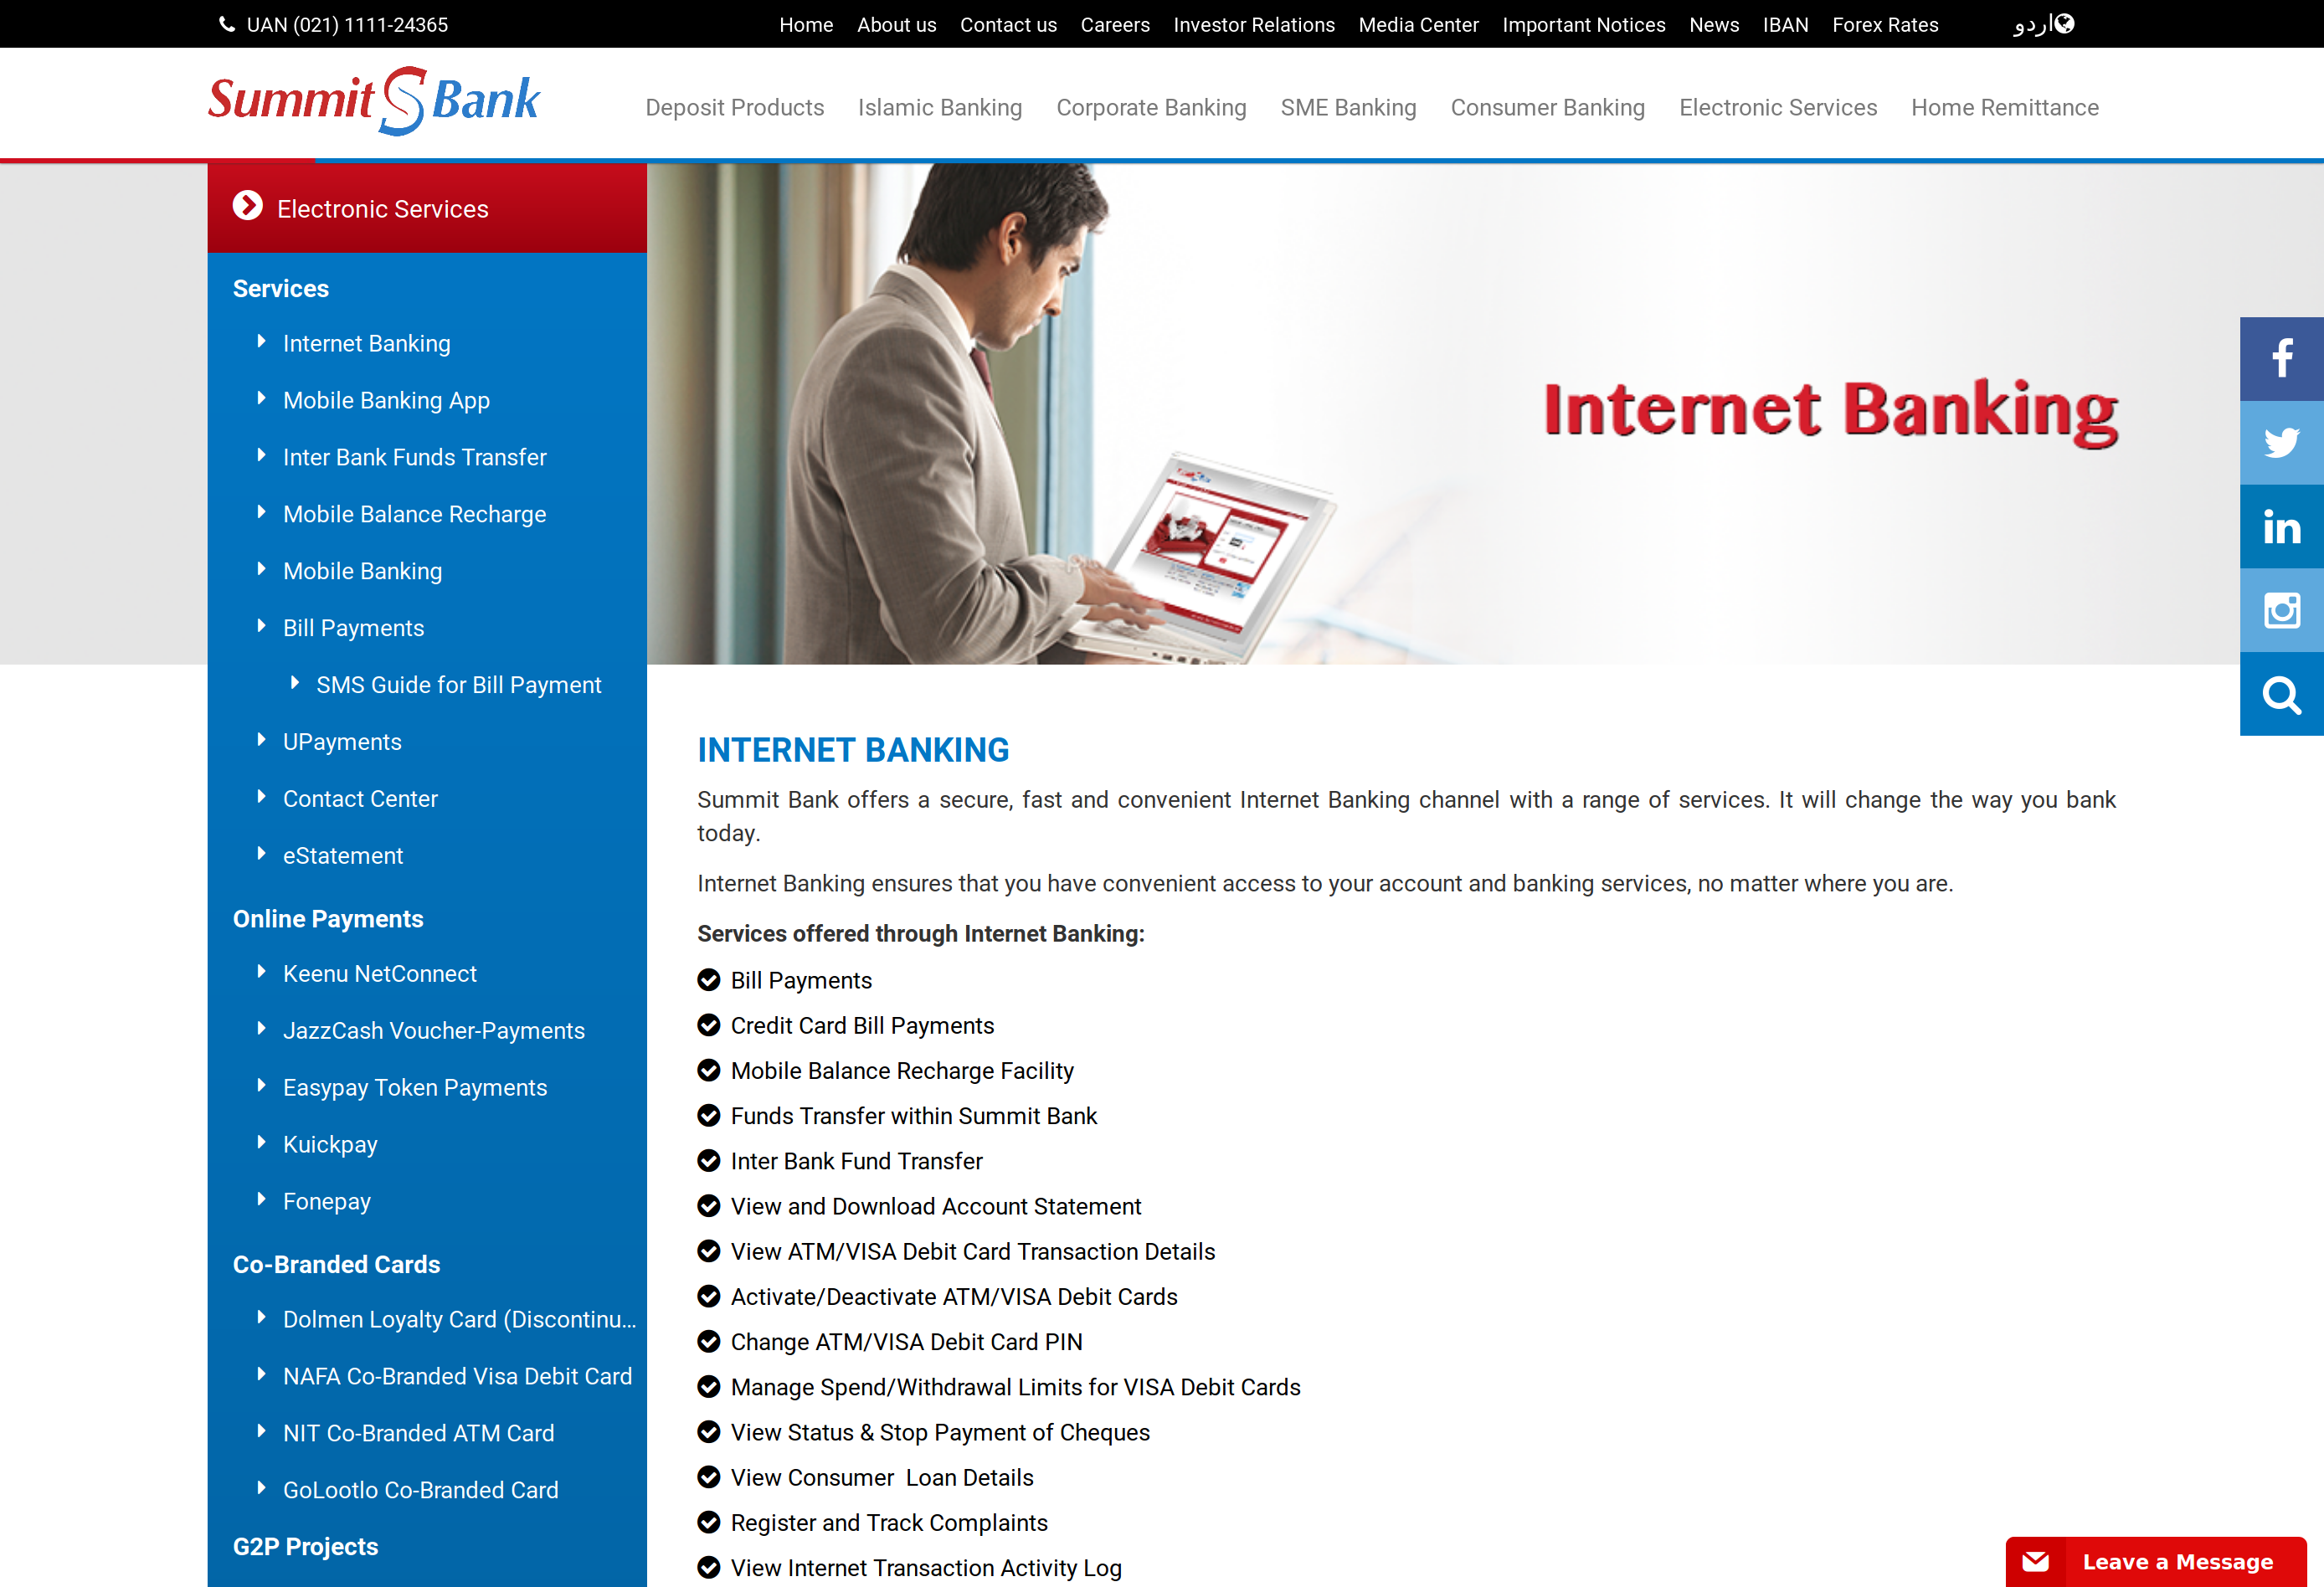 UAN (021) 1111-24365
Home About us Contact us Careers Investor Relations Media Center Important Notices News IBAN Forex Rates اردو
Summit S Bank
Deposit Products Islamic Banking Corporate Banking SME Banking Consumer Banking Electronic Services Home Remittance
Electronic Services
Services
Internet Banking
Mobile Banking App
Inter Bank Funds Transfer
Mobile Balance Recharge
Mobile Banking
Bill Payments
SMS Guide for Bill Payment
UPayments
Contact Center
eStatement
Online Payments
Keenu NetConnect
JazzCash Voucher-Payments
Easypay Token Payments
Kuickpay
Fonepay
Co-Branded Cards
Dolmen Loyalty Card (Discontinu...
NAFA Co-Branded Visa Debit Card
NIT Co-Branded ATM Card
GoLootlo Co-Branded Card
G2P Projects
Internet Banking
INTERNET BANKING
Summit Bank offers a secure, fast and convenient Internet Banking channel with a range of services. It will change the way you bank
today.
Internet Banking ensures that you have convenient access to your account and banking services, no matter where you are.
Services offered through Internet Banking:
Bill Payments
Credit Card Bill Payments
Mobile Balance Recharge Facility
Funds Transfer within Summit Bank
Inter Bank Fund Transfer
View and Download Account Statement
View ATM/VISA Debit Card Transaction Details
Activate/Deactivate ATM/VISA Debit Cards
Change ATM/VISA Debit Card PIN
Manage Spend/Withdrawal Limits for VISA Debit Cards
View Status & Stop Payment of Cheques
View Consumer Loan Details
Register and Track Complaints
View Internet Transaction Activity Log
Leave a Message